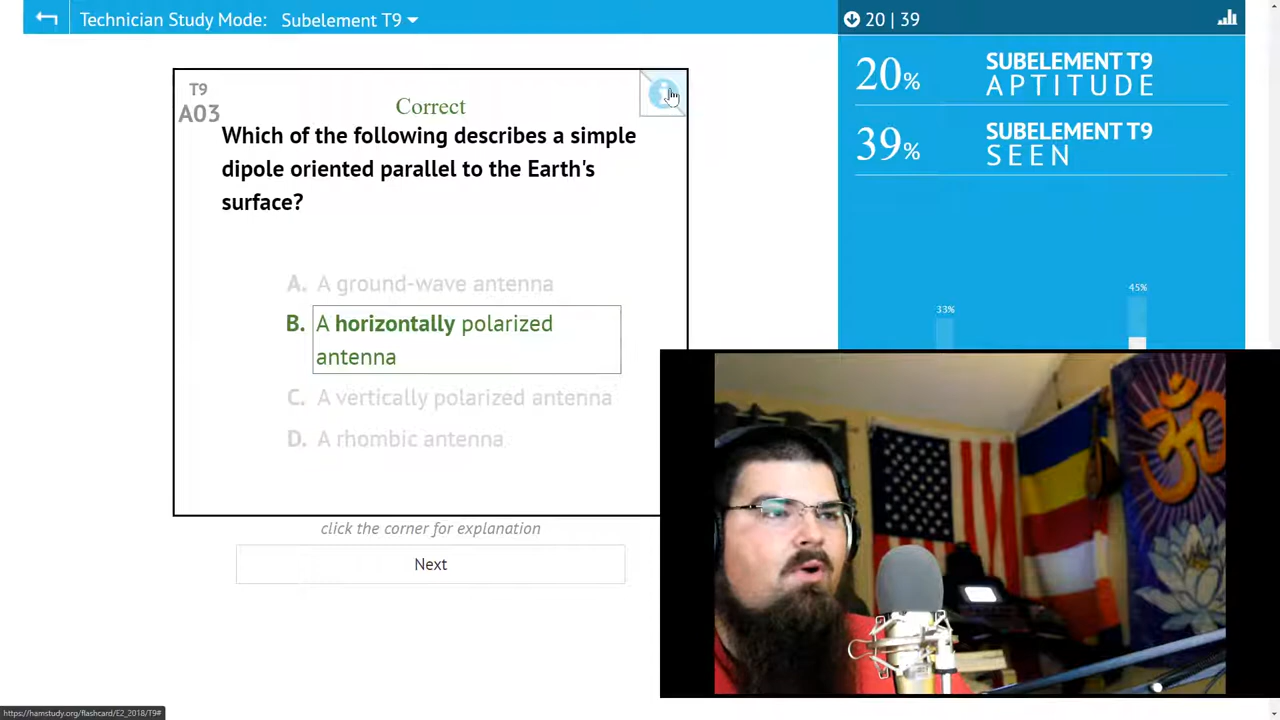 Technician Study Mode: Subelement T9
20 | 39
T9
A03
Correct
Which of the following describes a simple
dipole oriented parallel to the Earth's
surface?
A. A ground-wave antenna
B. A horizontally polarized
antenna
C. A vertically polarized antenna
D. A rhombic antenna
click the corner for explanation
Next
20% SUBELEMENT T9
APTITUDE
39% SUBELEMENT T9
SEEN
33%
45%
https://hamstudy.org/flashcard/E2_2018/T9#